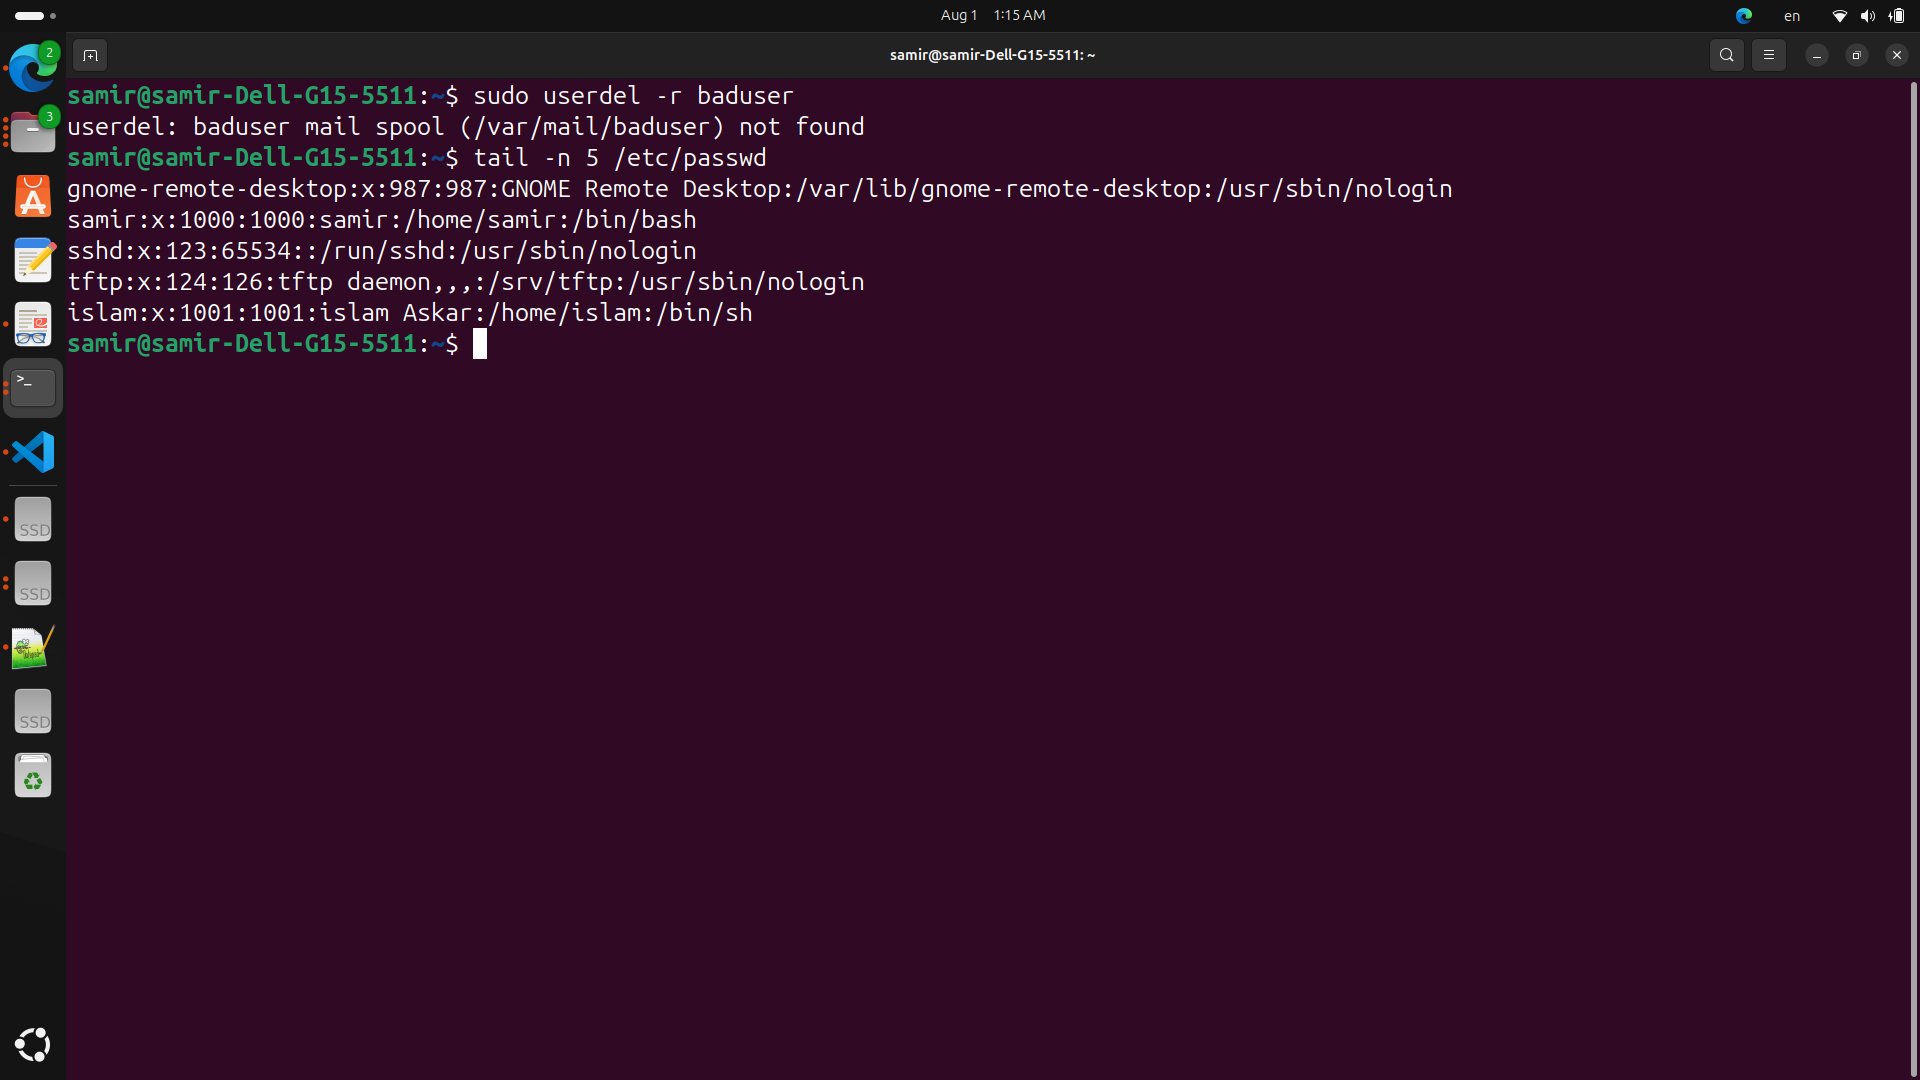 Aug 1 1:15 AM
en
samir@samir-Dell-G15-5511: ~
2
3
samir@samir-Dell-G15-5511:~$ sudo userdel -r baduser
userdel: baduser mail spool (/var/mail/baduser) not found
samir@samir-Dell-G15-5511:~$ tail -n 5 /etc/passwd
gnome-remote-desktop:x:987:987:GNOME Remote Desktop:/var/lib/gnome-remote-desktop:/usr/sbin/nologin
samir:x:1000:1000:samir:/home/samir:/bin/bash
sshd:x:123:65534::/run/sshd:/usr/sbin/nologin
tftp:x:124:126:tftp daemon,,,:/srv/tftp:/usr/sbin/nologin
islam:x:1001:1001:islam Askar:/home/islam:/bin/sh
samir@samir-Dell-G15-5511:~$
>_
SSD
SSD
SSD